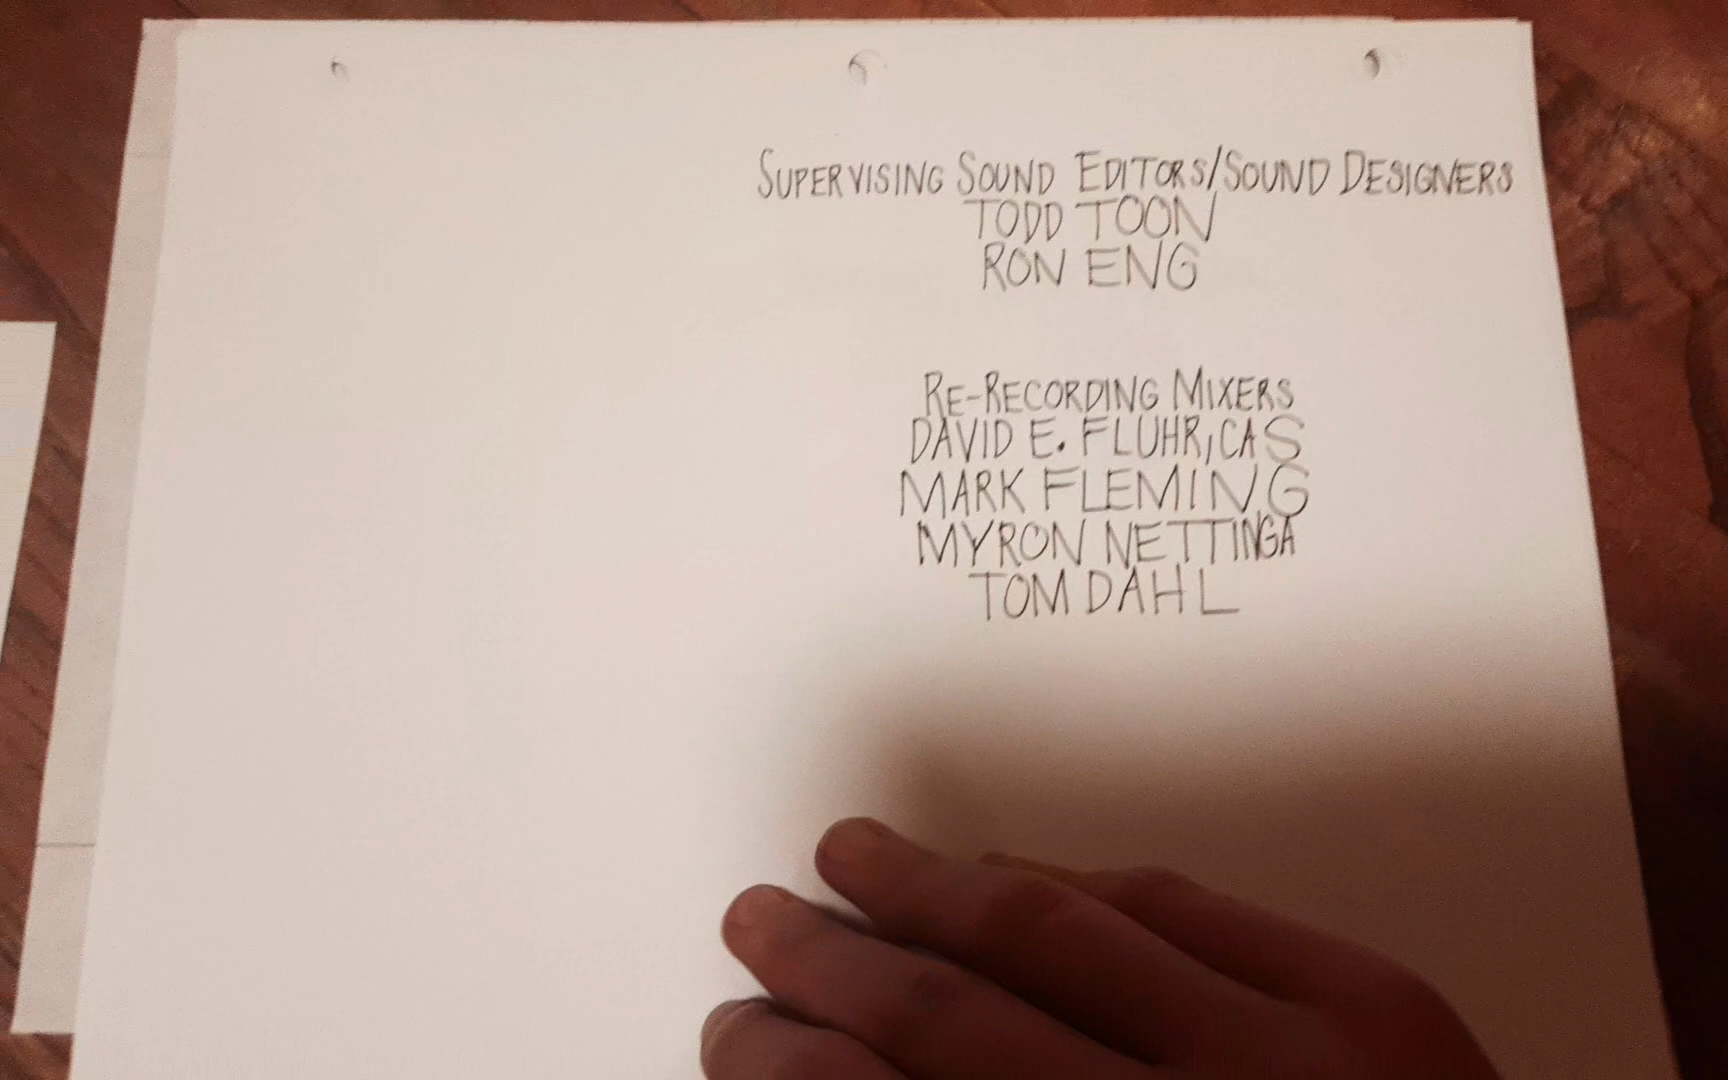 SUPERVISING SOUND EDITORS/SOUND DESIGNERS
TODD TOON
RON ENG
RE-RECORDING MIXERS
DAVID E. FLUHR, CAS
MARK FLEMING
MYRON NETTINGA
TOM DAHL